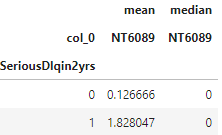 mean median
col_0 NT6089 NT6089
SeriousDlqin2yrs
0 0.126666 0
1 1.828047 0